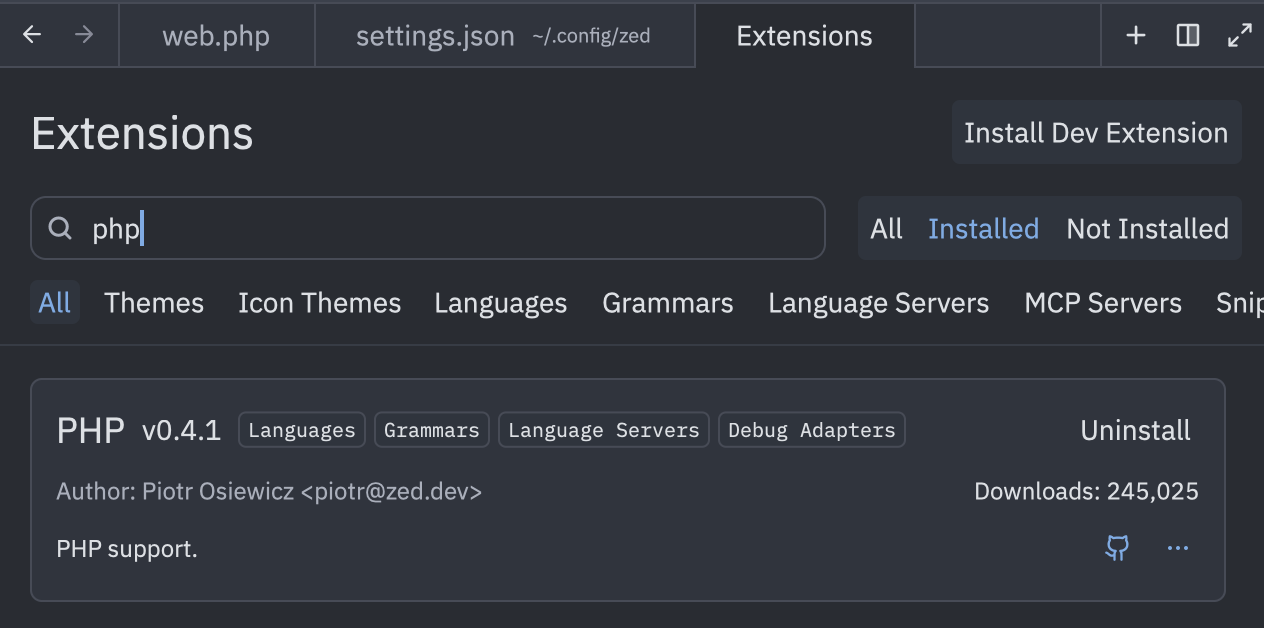 web.php settings.json ~/.config/zed Extensions
Extensions
Install Dev Extension
php
All Installed Not Installed
All Themes Icon Themes Languages Grammars Language Servers MCP Servers Snip
PHP v0.4.1 Languages Grammars Language Servers Debug Adapters Uninstall
Author: Piotr Osiewicz <piotr@zed.dev> Downloads: 245,025
PHP support.